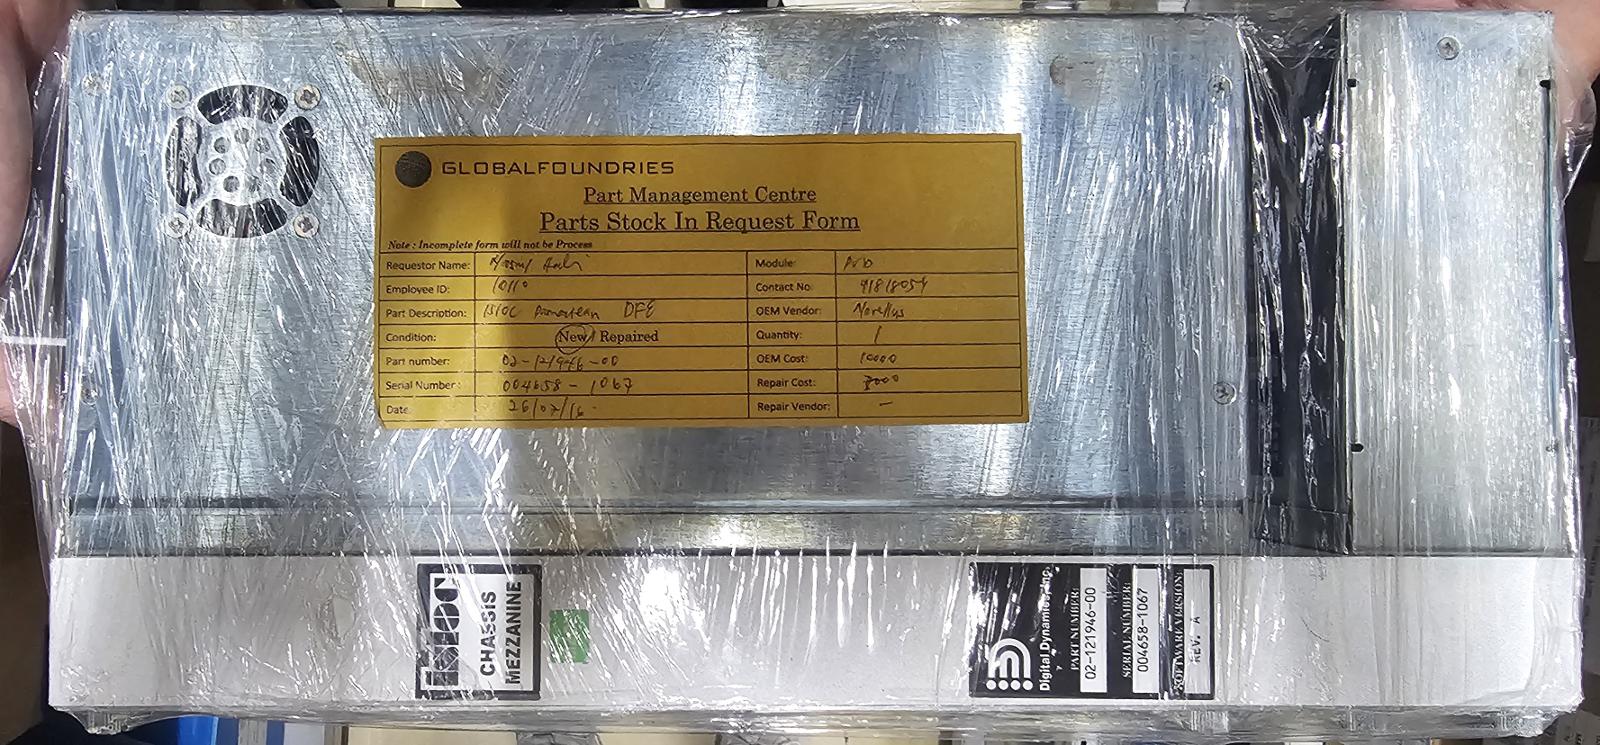 GLOBALFOUNDRIES
Part Management Centre
Parts Stock In Request Form
Note : Incomplete form will not be Process
Requestor Name:
Module:
Employee ID: 10110
Contact No:
Part Description: DFE
OEM Vendor: Novellus
Condition: New / Repaired
Quantity: 1
Part number: 02-121946-00
OEM Cost: 10000
Serial Number: 004658-1067
Repair Cost:
Date: 26/07/16
Repair Vendor: –
CHASSIS
MEZZANINE
Digital Dynamics, Inc.
PART NUMBER:
02-121946-00
SERIAL NUMBER:
004658-1067
SOFTWARE VERSION:
REV. A